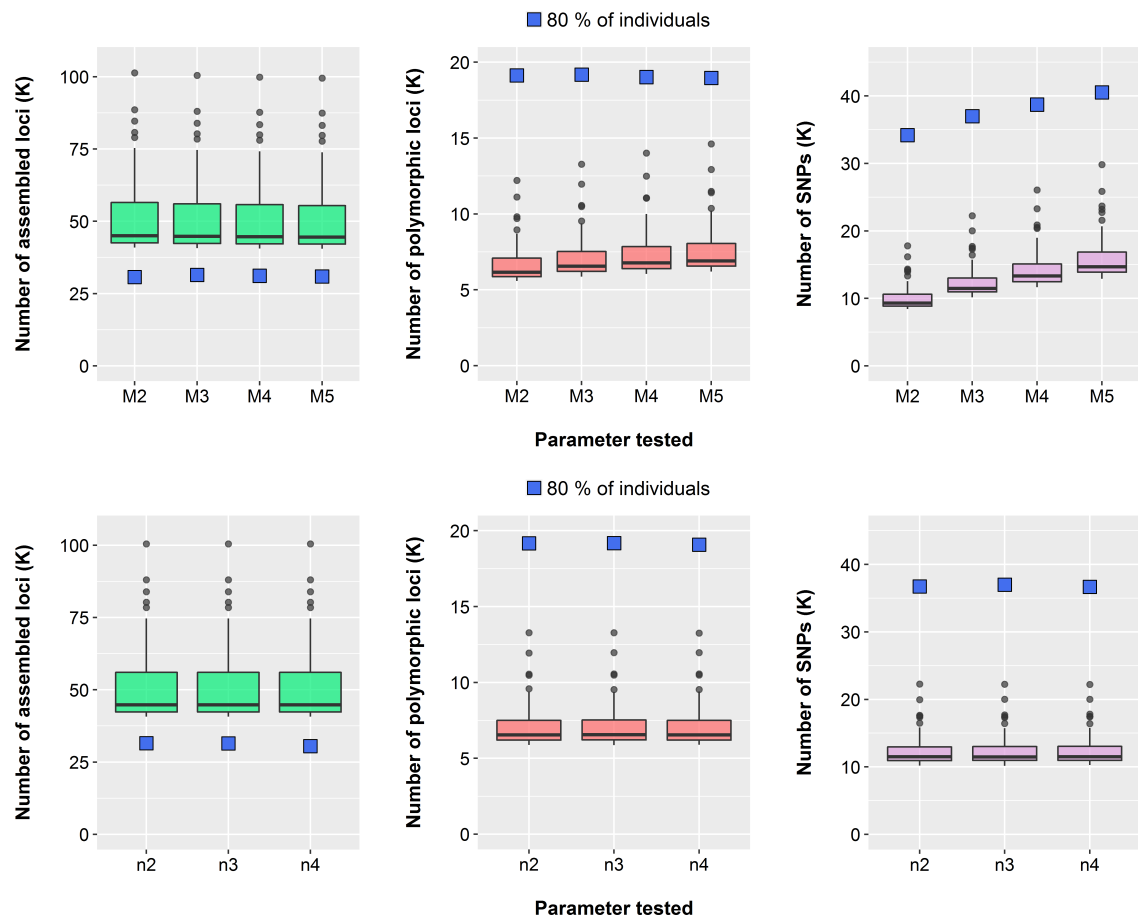 80 % of individuals
Number of assembled loci (K)
100
75
50
25
0
M2 M3 M4 M5
Number of polymorphic loci (K)
20
15
10
5
0
M2 M3 M4 M5
Number of SNPs (K)
40
30
20
10
0
M2 M3 M4 M5
Parameter tested
80 % of individuals
Number of assembled loci (K)
100
75
50
25
0
n2 n3 n4
Number of polymorphic loci (K)
20
15
10
5
0
n2 n3 n4
Number of SNPs (K)
40
30
20
10
0
n2 n3 n4
Parameter tested